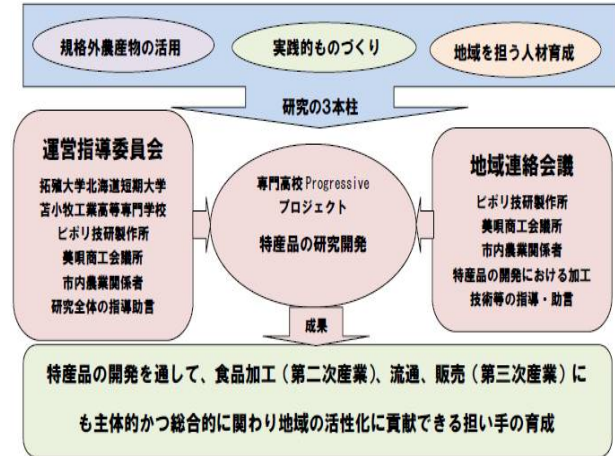 規格外農産物の活用
実践的ものづくり
地域を担う人材育成
研究の3本柱
運営指導委員会
拓殖大学北海道短期大学
苫小牧工業高等専門学校
ピポリ技研製作所
美唄商工会議所
市内農業関係者
研究全体の指導助言
専門高校Progressive
プロジェクト
特産品の研究開発
地域連絡会議
ピポリ技研製作所
美唄商工会議所
市内農業関係者
特産品の開発における加工
技術等の指導・助言
成果
特産品の開発を通して、食品加工(第二次産業)、流通、販売(第三次産業)に
も主体的かつ総合的に関わり地域の活性化に貢献できる担い手の育成